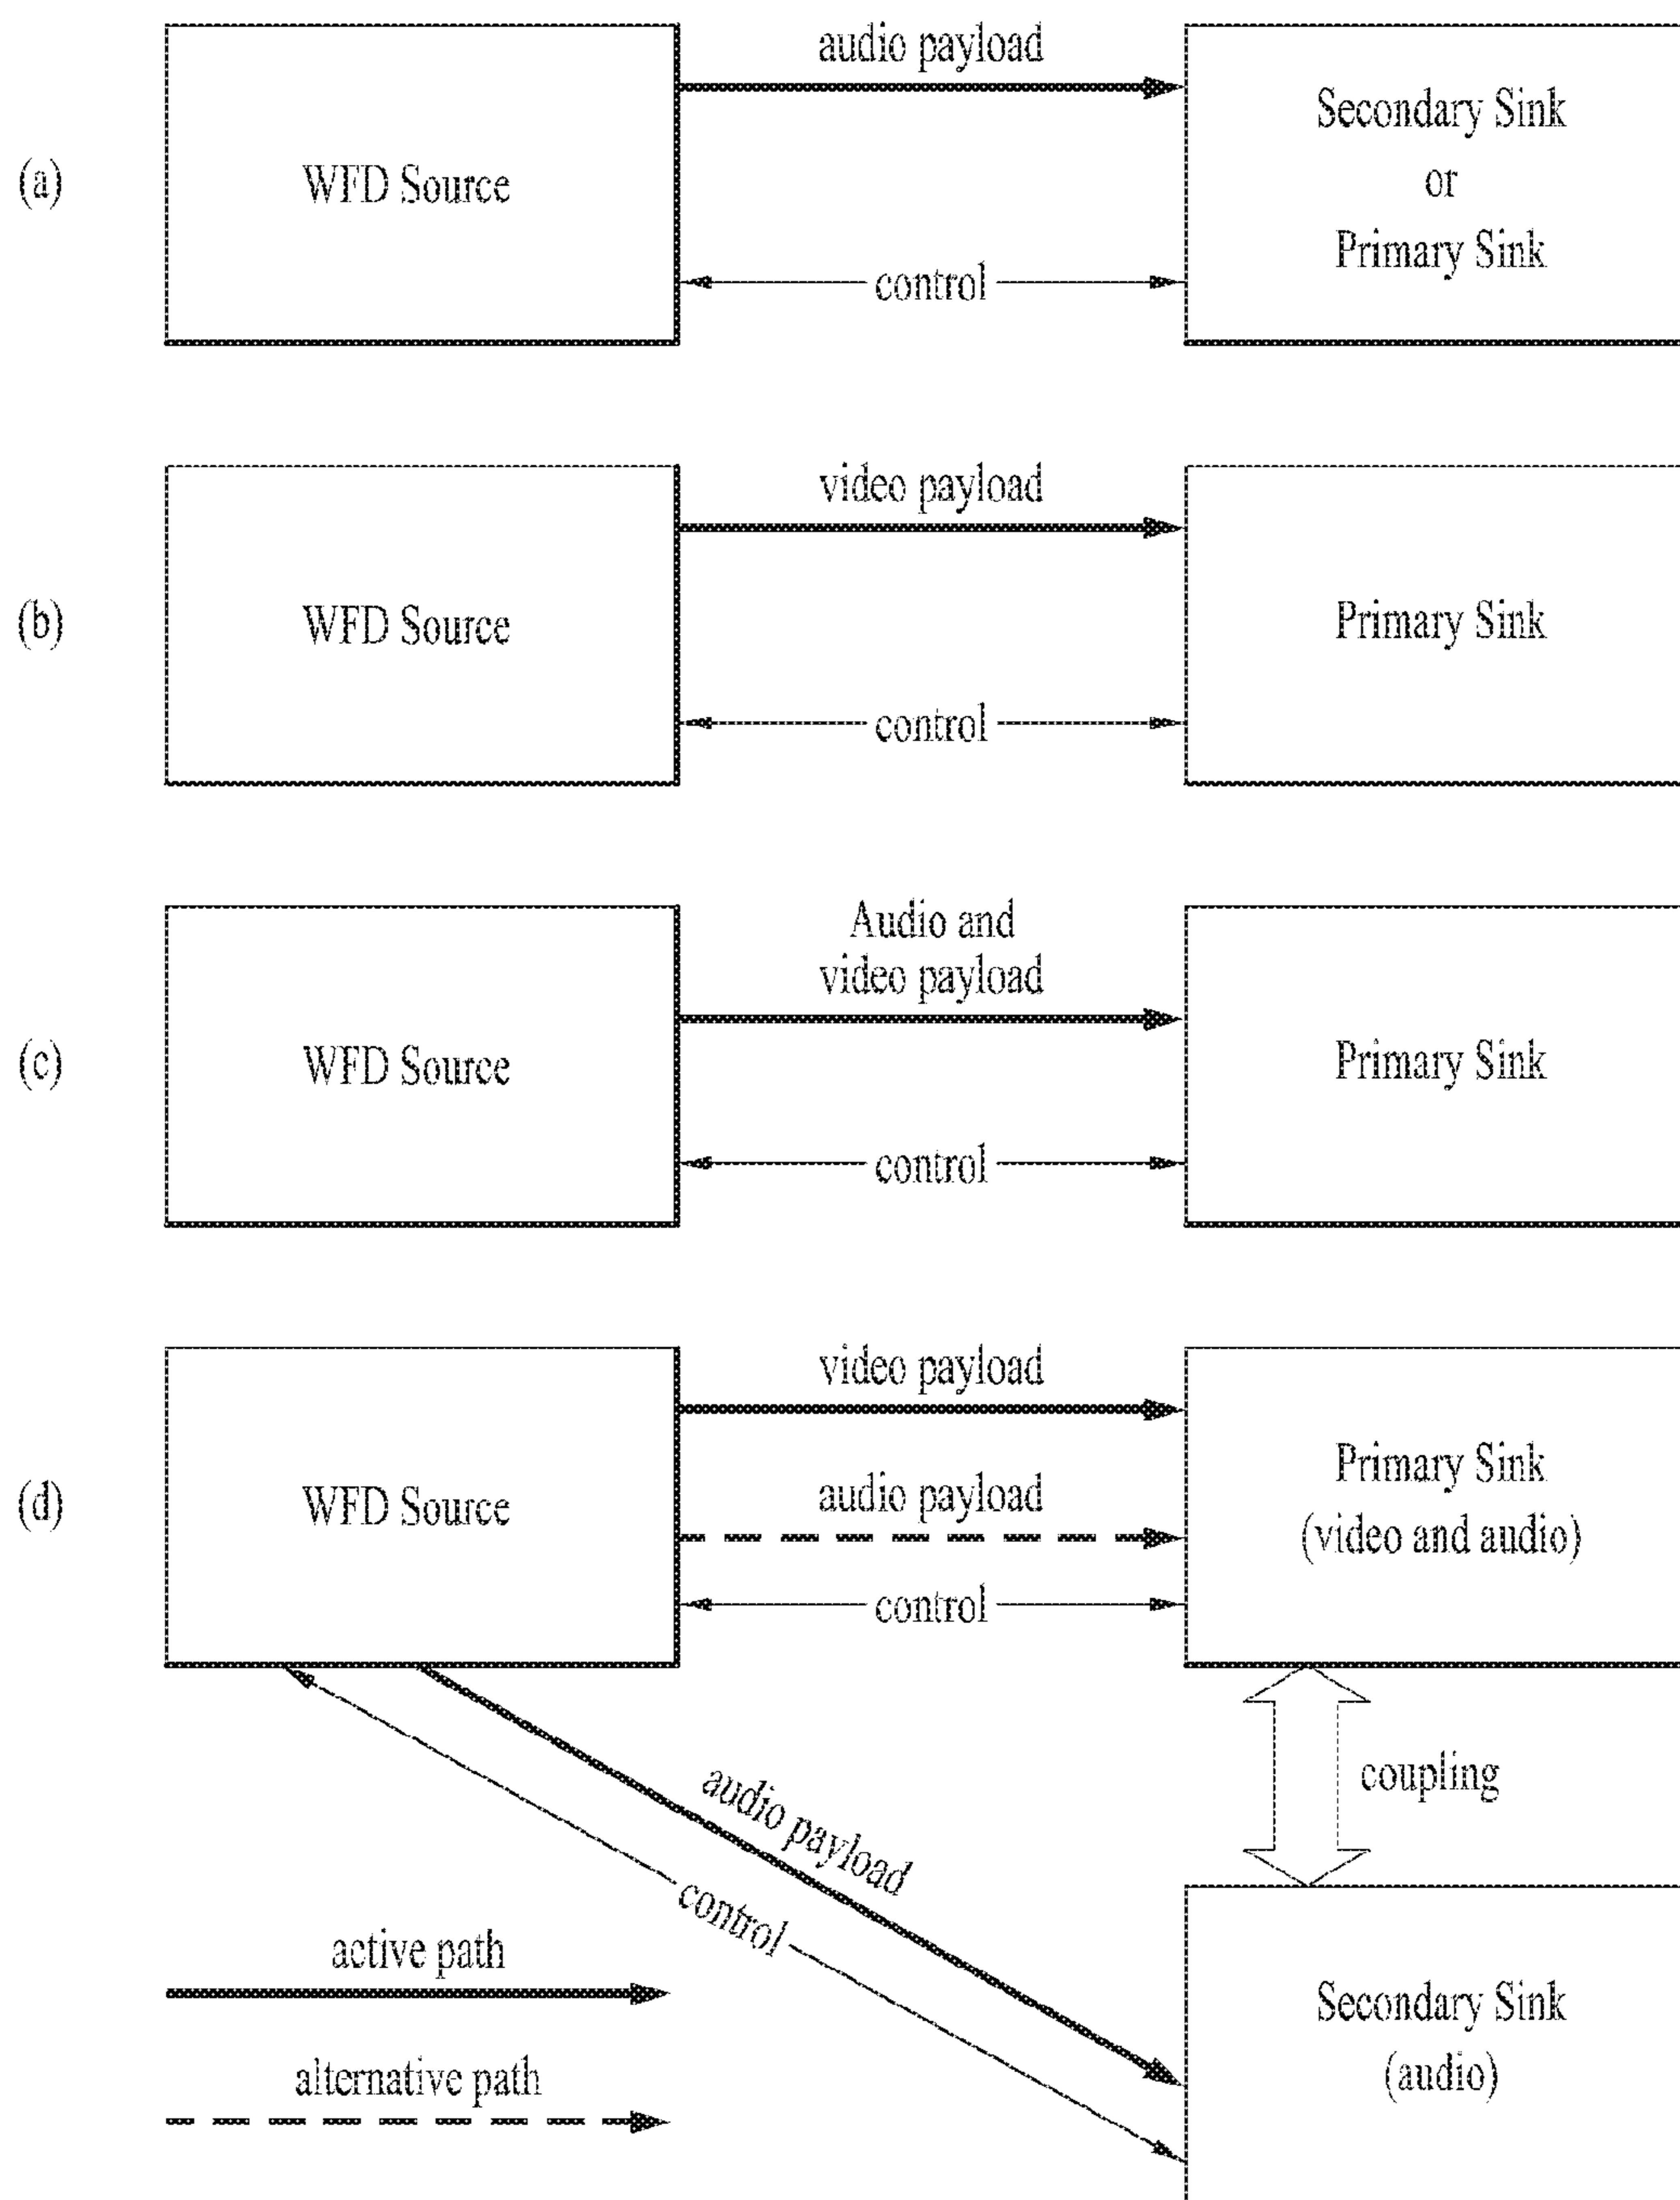 (a)
WFD Source
audio payload
control
Secondary Sink
or
Primary Sink
(b)
WFD Source
video payload
control
Primary Sink
(c)
WFD Source
Audio and
video payload
control
Primary Sink
(d)
WFD Source
video payload
audio payload
control
Primary Sink
(video and audio)
coupling
audio payload
control
Secondary Sink
(audio)
active path
alternative path